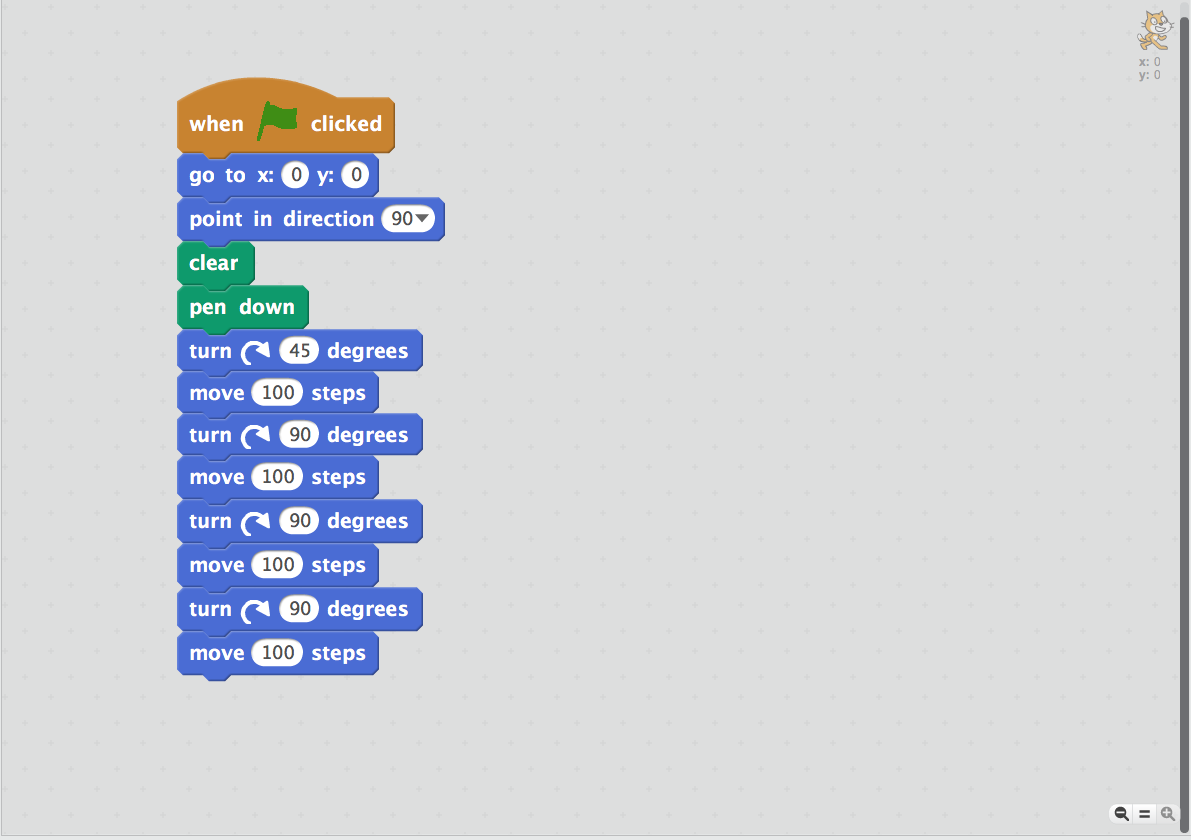 x: 0
y: 0
when clicked
go to x: 0 y: 0
point in direction 90
clear
pen down
turn 45 degrees
move 100 steps
turn 90 degrees
move 100 steps
turn 90 degrees
move 100 steps
turn 90 degrees
move 100 steps